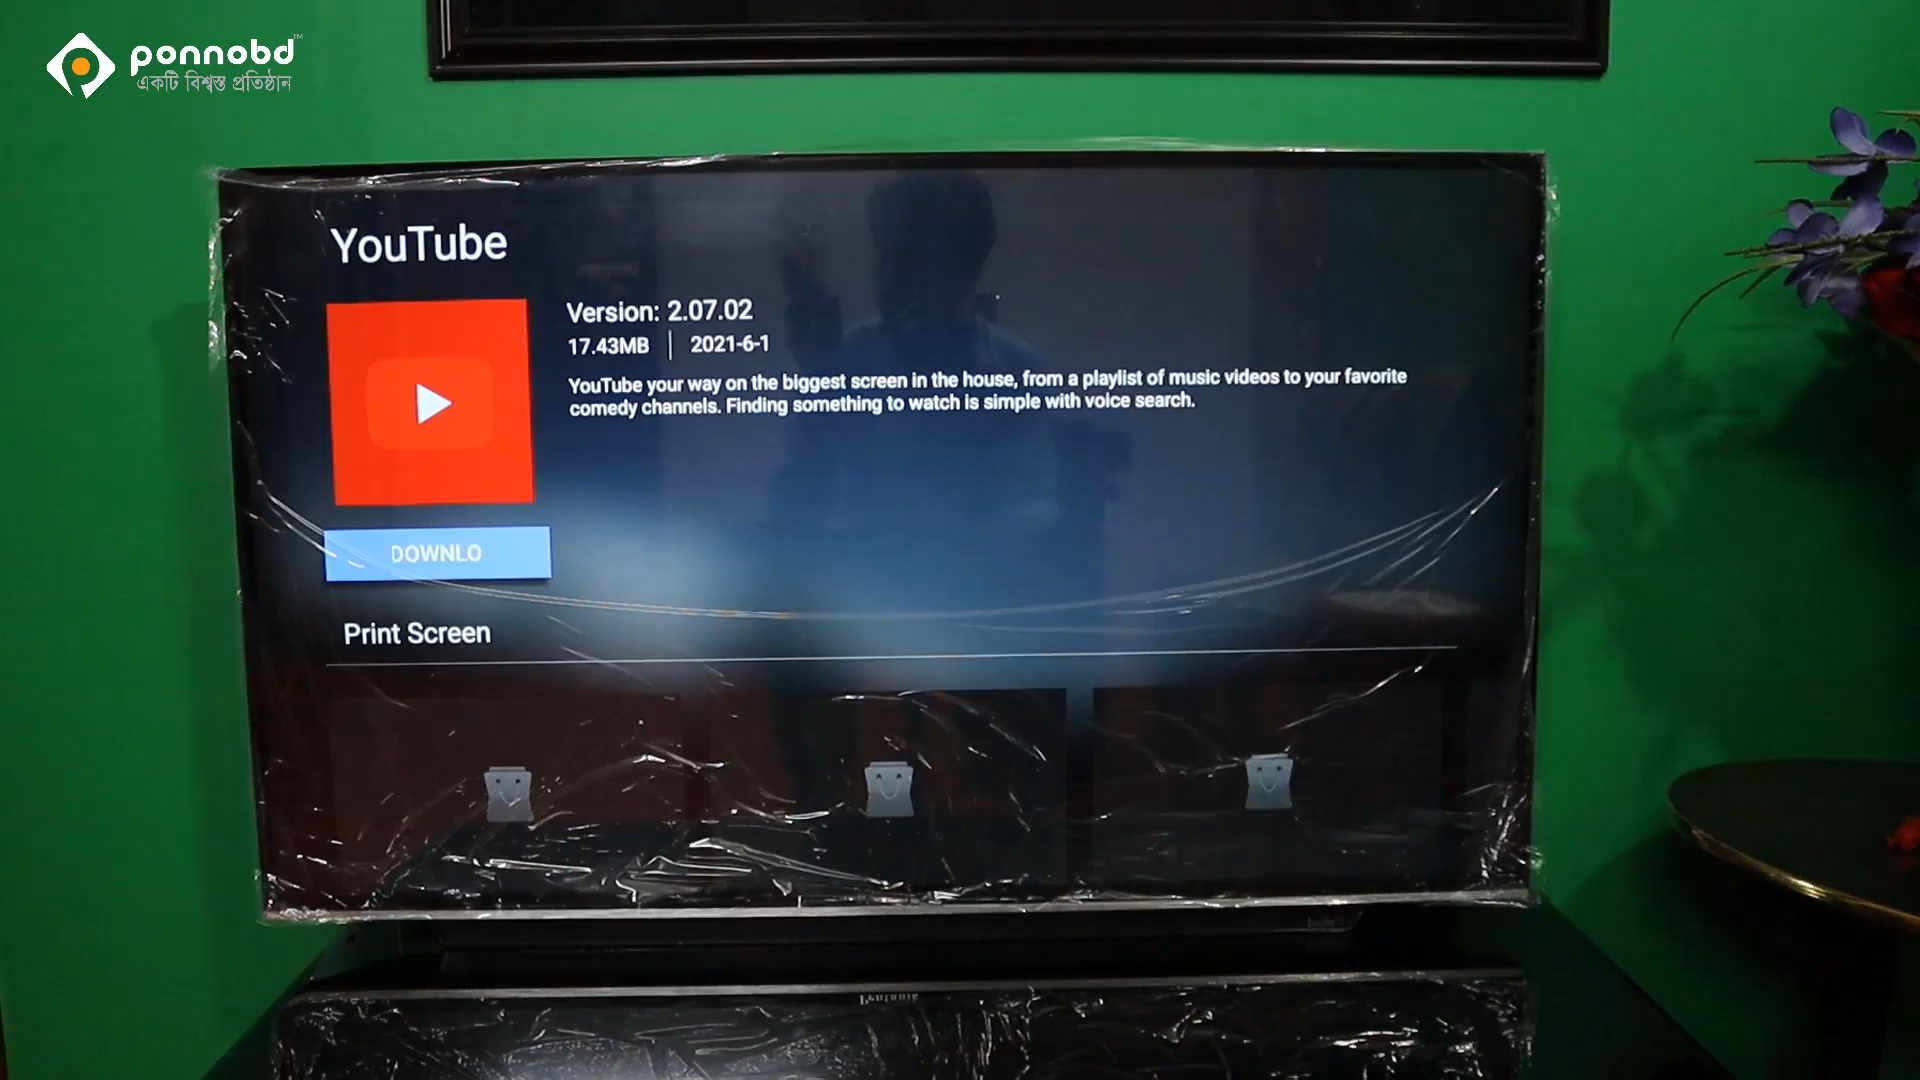 ponnobd™
একটি বিশ্বস্ত প্রতিষ্ঠান
YouTube
Version: 2.07.02
17.43MB | 2021-6-1
YouTube your way on the biggest screen in the house, from a playlist of music videos to your favorite
comedy channels. Finding something to watch is simple with voice search.
DOWNLO
Print Screen